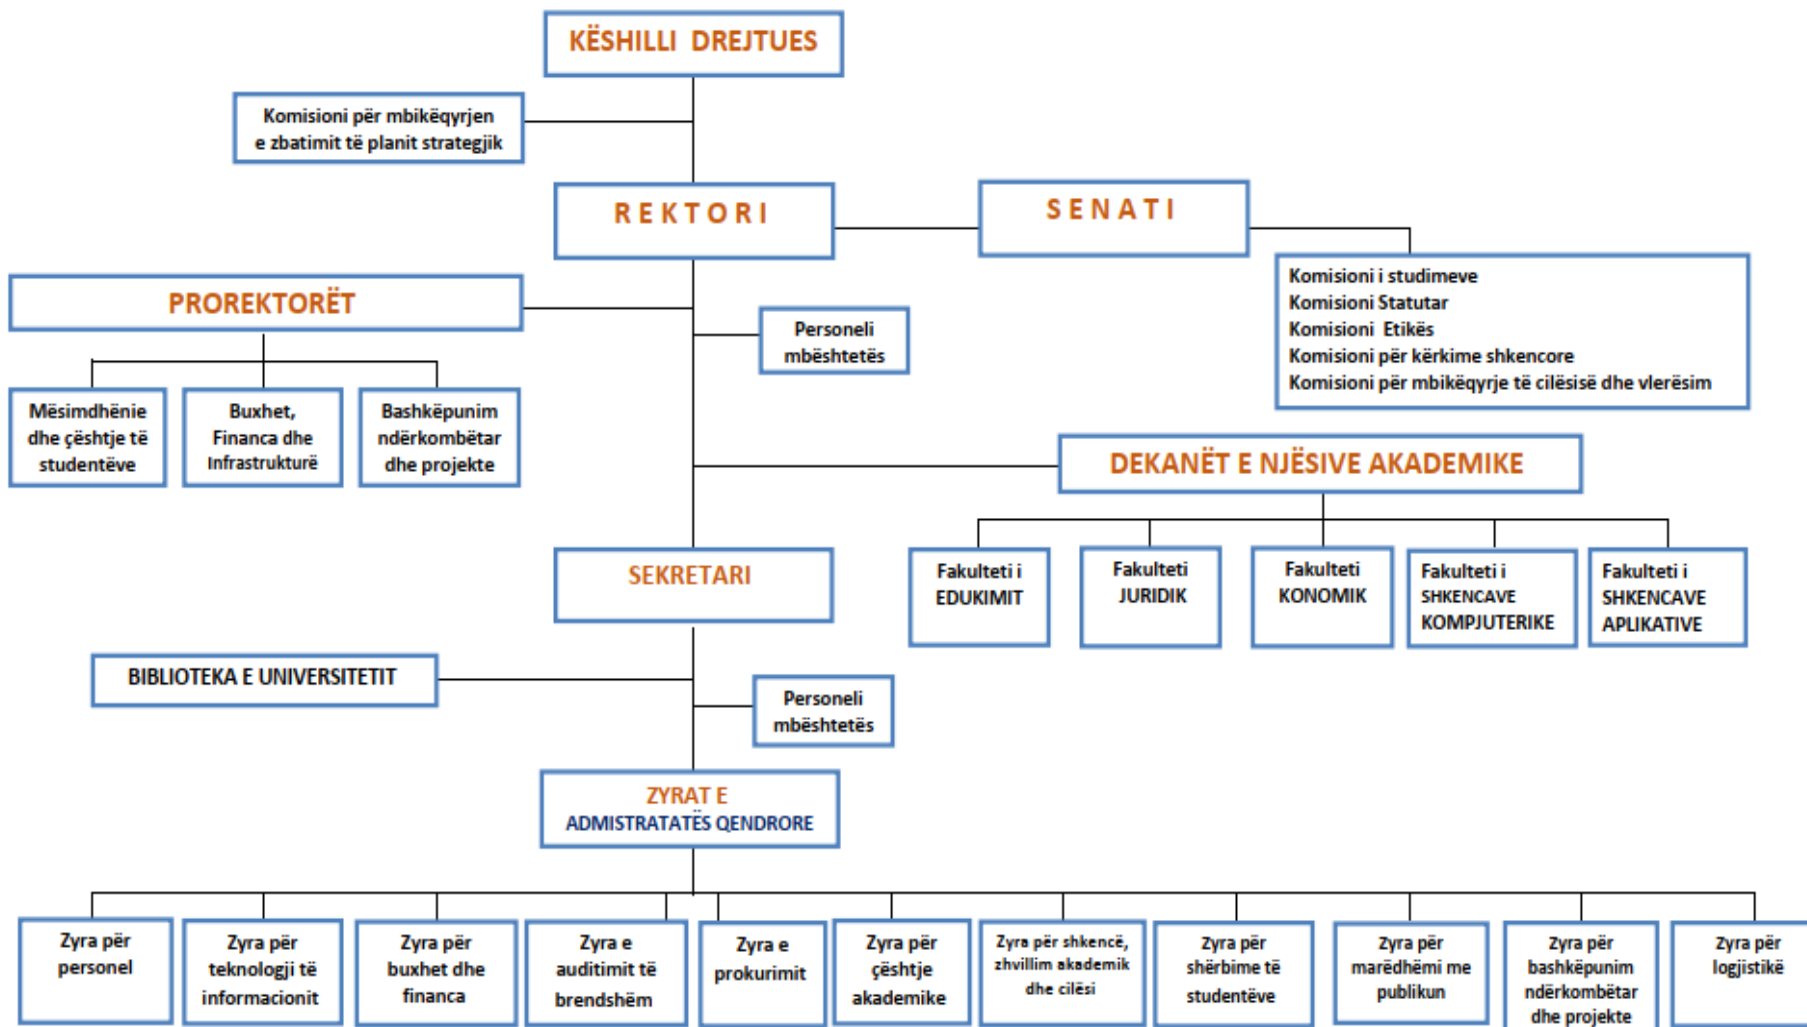 KËSHILLI DREJTUES
Komisioni për mbikëqyrjen
e zbatimit të planit strategjik
R E K T O R I
S E N A T I
Komisioni i studimeve
Komisioni Statutar
Komisioni Etikës
Komisioni për kërkime shkencore
Komisioni për mbikëqyrje të cilësisë dhe vlerësim
PROREKTORËT
Personeli
mbështetës
Mësimdhënie
dhe çështje të
studentëve
Buxhet,
Financa dhe
Infrastrukturë
Bashkëpunim
ndërkombëtar
dhe projekte
DEKANËT E NJËSIVE AKADEMIKE
SEKRETARI
Fakulteti i
EDUKIMIT
Fakulteti
JURIDIK
Fakulteti
KONOMIK
Fakulteti i
SHKENCAVE
KOMPJUTERIKE
Fakulteti i
SHKENCAVE
APLIKATIVE
BIBLIOTEKA E UNIVERSITETIT
Personeli
mbështetës
ZYRAT E
ADMISTRATATËS QENDRORE
Zyra për
personel
Zyra për
teknologji të
informacionit
Zyra për
buxhet dhe
financa
Zyra e
auditimit të
brendshëm
Zyra e
prokurimit
Zyra për
çështje
akademike
Zyra për shkencë,
zhvillim akademik
dhe cilësi
Zyra për
shërbime të
studentëve
Zyra për
marëdhëmi me
publikun
Zyra për
bashkëpunim
ndërkombëtar
dhe projekte
Zyra për
logjistikë